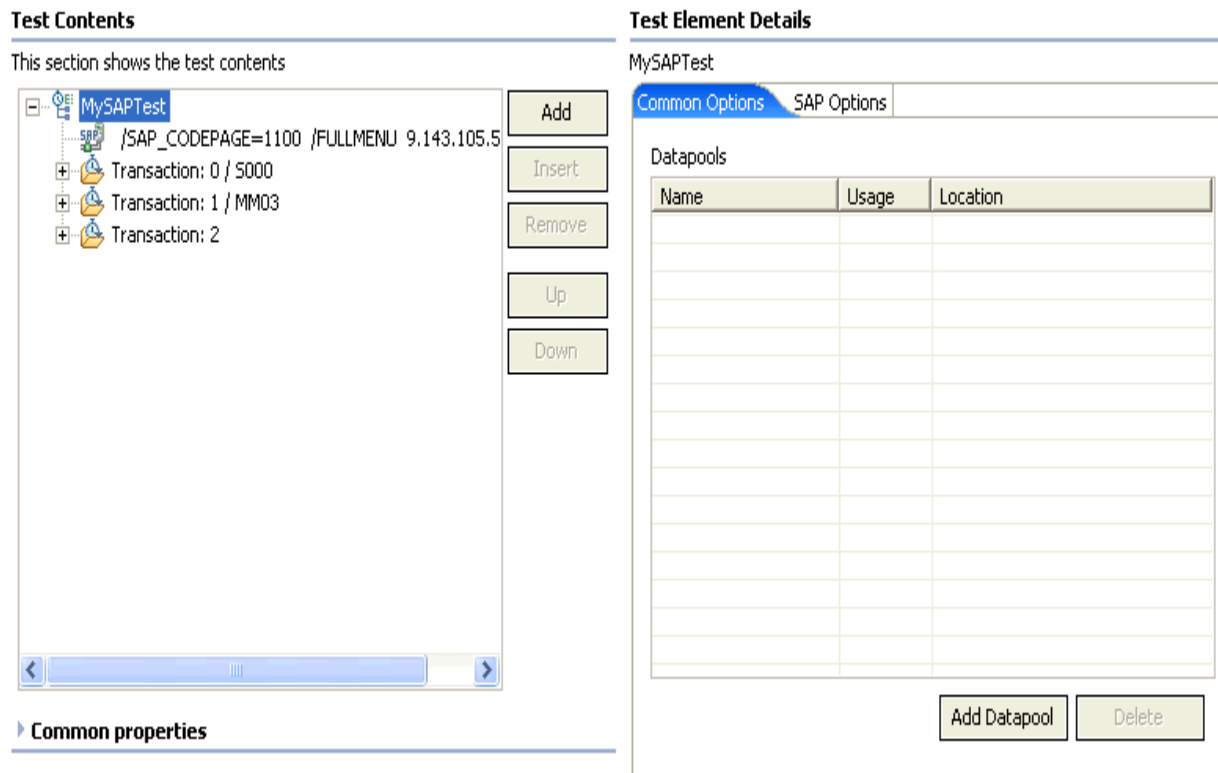 Test Contents
This section shows the test contents
MySAPTest
SAP /SAP_CODEPAGE=1100 /FULLMENU 9.143.105.5
Transaction: 0 / S000
Transaction: 1 / MM03
Transaction: 2
Add
Insert
Remove
Up
Down
Common properties
Test Element Details
MySAPTest
Common Options SAP Options
Datapools
Name Usage Location
Add Datapool Delete